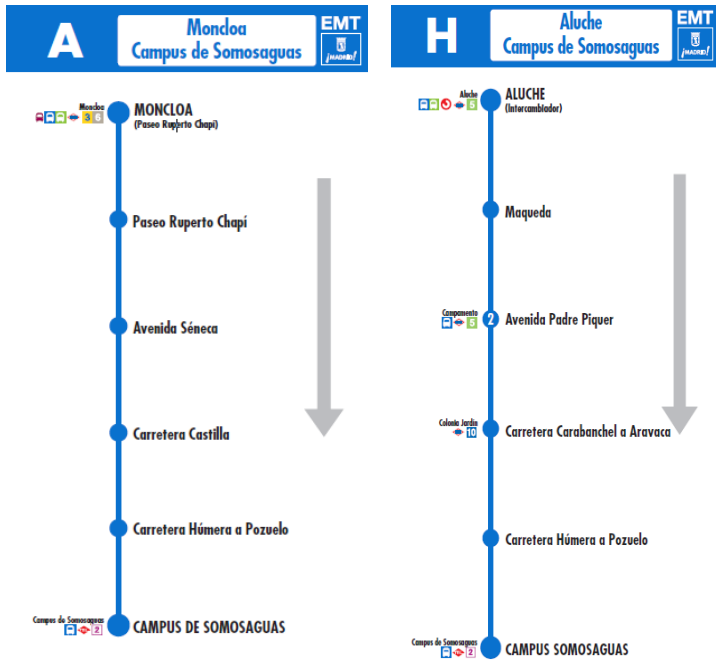 A
Moncloa
Campus de Somosaguas
EMT
¡MADRID!
Moncloa
3 6
MONCLOA
(Paseo Ruperto Chapi)
Paseo Ruperto Chapí
Avenida Séneca
Carretera Castilla
Carretera Húmera a Pozuelo
Campus de Somosaguas
2
CAMPUS DE SOMOSAGUAS
H
Aluche
Campus de Somosaguas
EMT
¡MADRID!
Aluche
5
ALUCHE
(Intercambiador)
Maqueda
Campamento
5
2
Avenida Padre Piquer
Colonia Jardín
10
Carretera Carabanchel a Aravaca
Carretera Húmera a Pozuelo
Campus de Somosaguas
2
CAMPUS SOMOSAGUAS